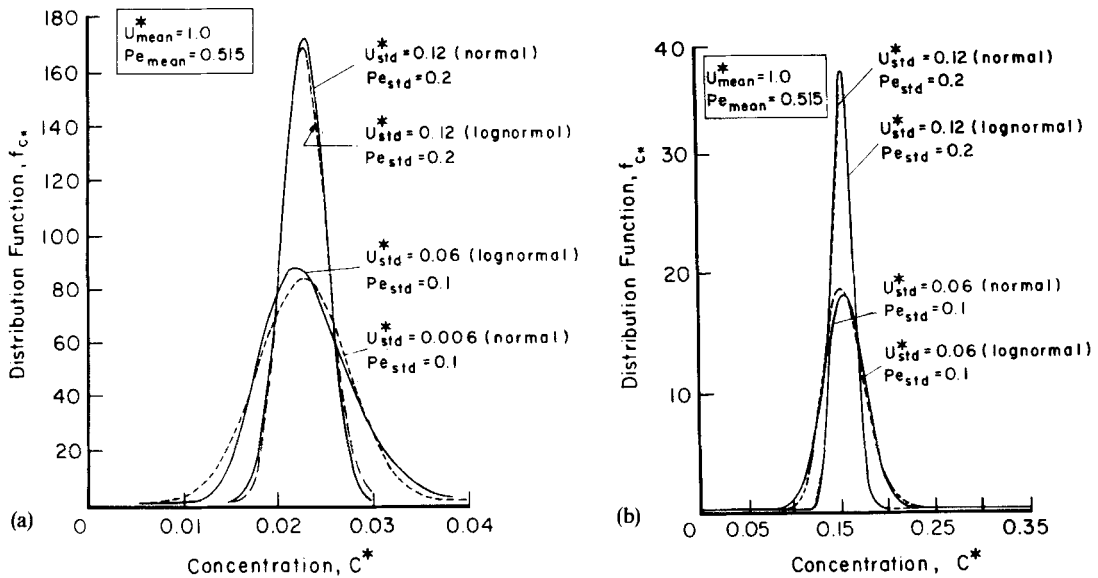 180
160
140
120
100
80
60
40
20
0
0.01
0.02
0.03
0.04
Distribution Function, fc*
Concentration, C*
(a)
U*mean = 1.0
Pemean = 0.515
U*std = 0.12 (normal)
Pestd = 0.2
U*std = 0.12 (lognormal)
Pestd = 0.2
U*std = 0.06 (lognormal)
Pestd = 0.1
U*std = 0.006 (normal)
Pestd = 0.1
40
30
20
10
0
0.05
0.15
0.25
0.35
Distribution Function, fc*
Concentration, C*
(b)
U*mean = 1.0
Pemean = 0.515
U*std = 0.12 (normal)
Pestd = 0.2
U*std = 0.12 (lognormal)
Pestd = 0.2
U*std = 0.06 (normal)
Pestd = 0.1
U*std = 0.06 (lognormal)
Pestd = 0.1